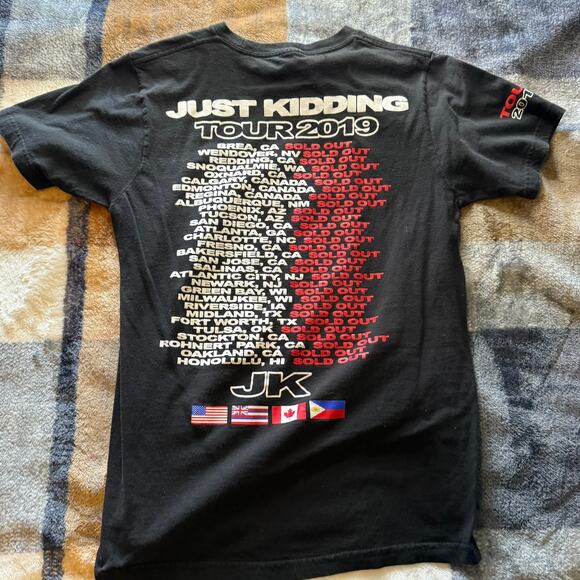 JUST KIDDING
TOUR 2019
BREA, CA SOLD OUT
WENDOVER, NV SOLD OUT
REDDING, CA SOLD OUT
SNOQUALMIE, WA SOLD OUT
OXNARD, CA SOLD OUT
CALGARY, CANADA SOLD OUT
EDMONTON, CANADA SOLD OUT
REGINA, CANADA SOLD OUT
ALBUQUERQUE, NM SOLD OUT
PHOENIX, AZ SOLD OUT
TUCSON, AZ SOLD OUT
SAN DIEGO, CA SOLD OUT
ATLANTA, GA SOLD OUT
CHARLOTTE, NC SOLD OUT
FRESNO, CA SOLD OUT
BAKERSFIELD, CA SOLD OUT
SAN JOSE, CA SOLD OUT
SALINAS, CA SOLD OUT
ATLANTIC CITY, NJ SOLD OUT
NEWARK, NJ SOLD OUT
GREEN BAY, WI SOLD OUT
MILWAUKEE, WI SOLD OUT
RIVERSIDE, CA SOLD OUT
MIDLAND, TX SOLD OUT
FORT WORTH, TX SOLD OUT
TULSA, OK SOLD OUT
STOCKTON, CA SOLD OUT
ROHNERT PARK, CA SOLD OUT
OAKLAND, CA SOLD OUT
HONOLULU, HI SOLD OUT
JK
TOU
201